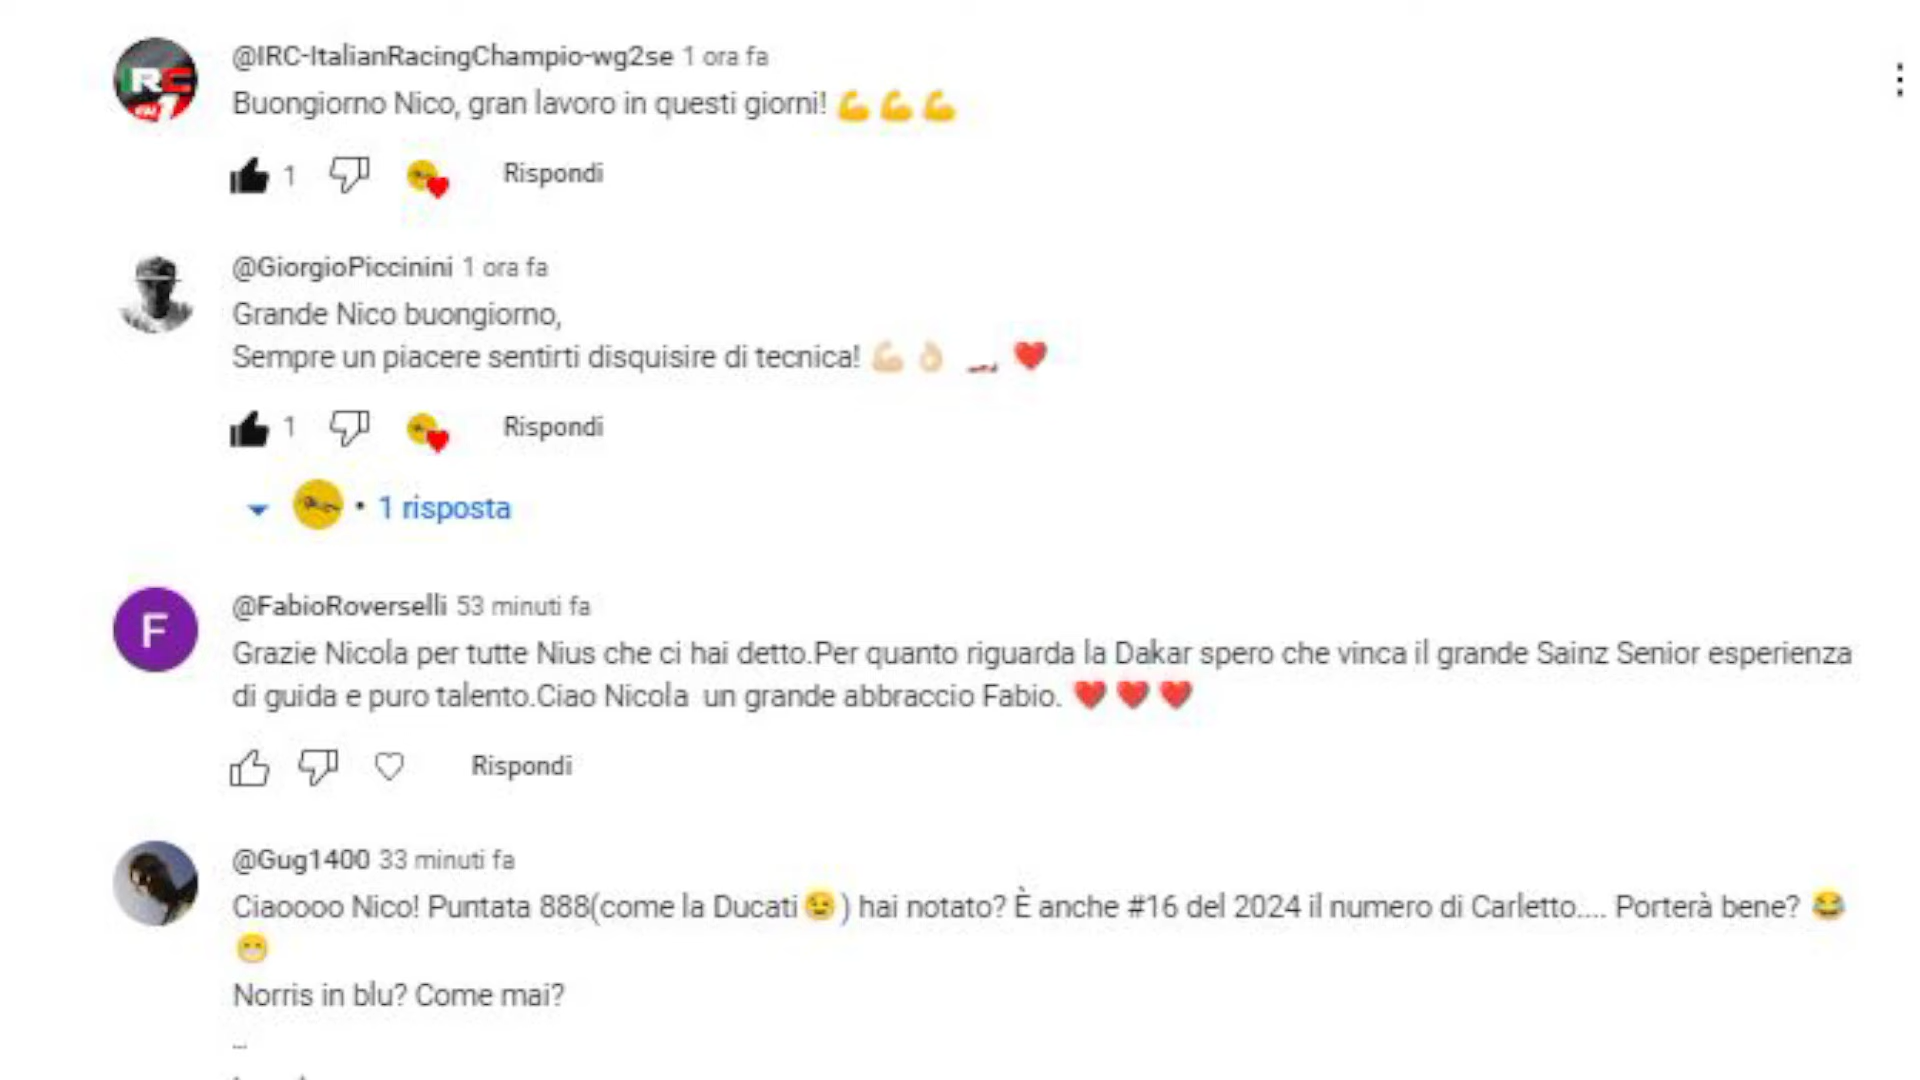 @IRC-ItalianRacingChampio-wg2se 1 ora fa
Buongiorno Nico, gran lavoro in questi giorni! 💪 💪 💪
1 Rispondi
@GiorgioPiccinini 1 ora fa
Grande Nico buongiorno,
Sempre un piacere sentirti disquisire di tecnica! 💪🏻 👌🏻 🏎️ ❤️
1 Rispondi
• 1 risposta
F
@FabioRoverselli 53 minuti fa
Grazie Nicola per tutte Nius che ci hai detto.Per quanto riguarda la Dakar spero che vinca il grande Sainz Senior esperienza
di guida e puro talento.Ciao Nicola un grande abbraccio Fabio. ❤️ ❤️ ❤️
Rispondi
@Gug1400 33 minuti fa
Ciaoooo Nico! Puntata 888(come la Ducati 😉 ) hai notato? È anche #16 del 2024 il numero di Carletto.... Porterà bene? 😂
😁
Norris in blu? Come mai?